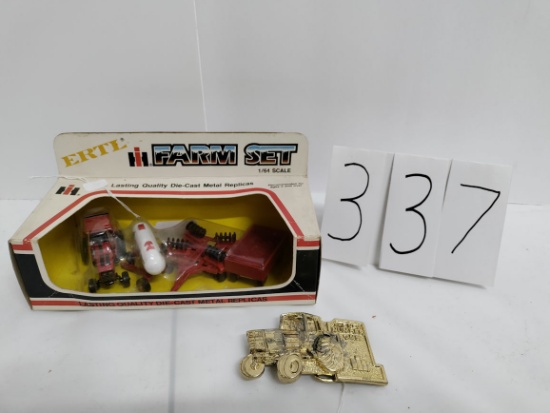 ERTL
IH FARM SET
1/64 SCALE
Lasting Quality Die-Cast Metal Replicas
IH
LASTING QUALITY DIE-CAST METAL REPLICAS
337